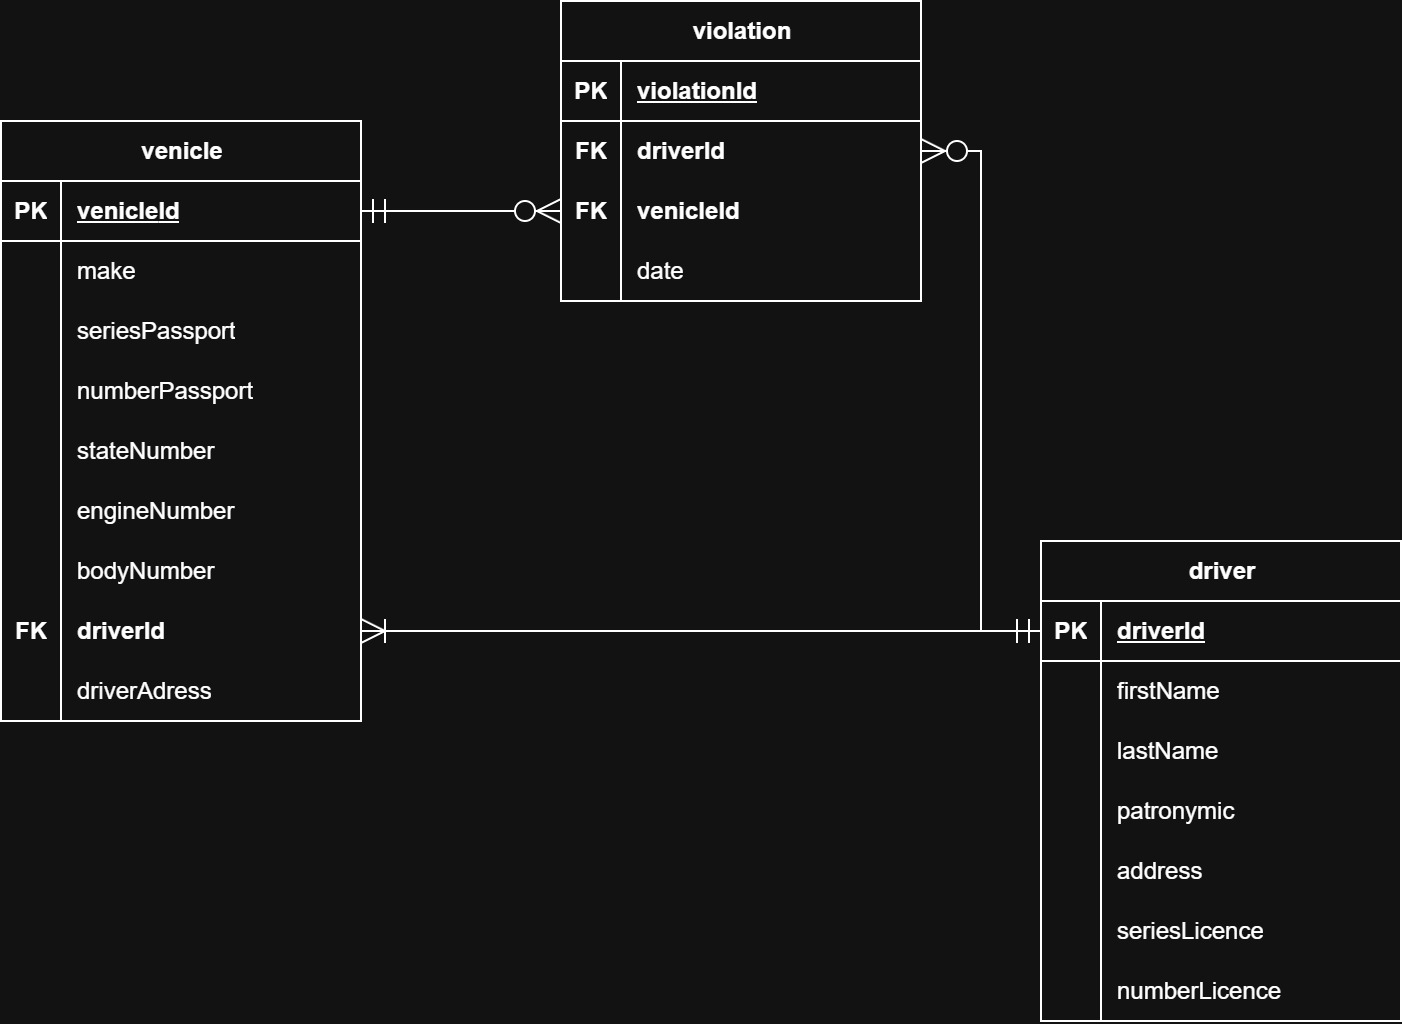 violation
PK violationId
FK driverId
FK venicleId
date
venicle
PK venicleId
make
seriesPassport
numberPassport
stateNumber
engineNumber
bodyNumber
FK driverId
driverAdress
driver
PK driverId
firstName
lastName
patronymic
address
seriesLicence
numberLicence